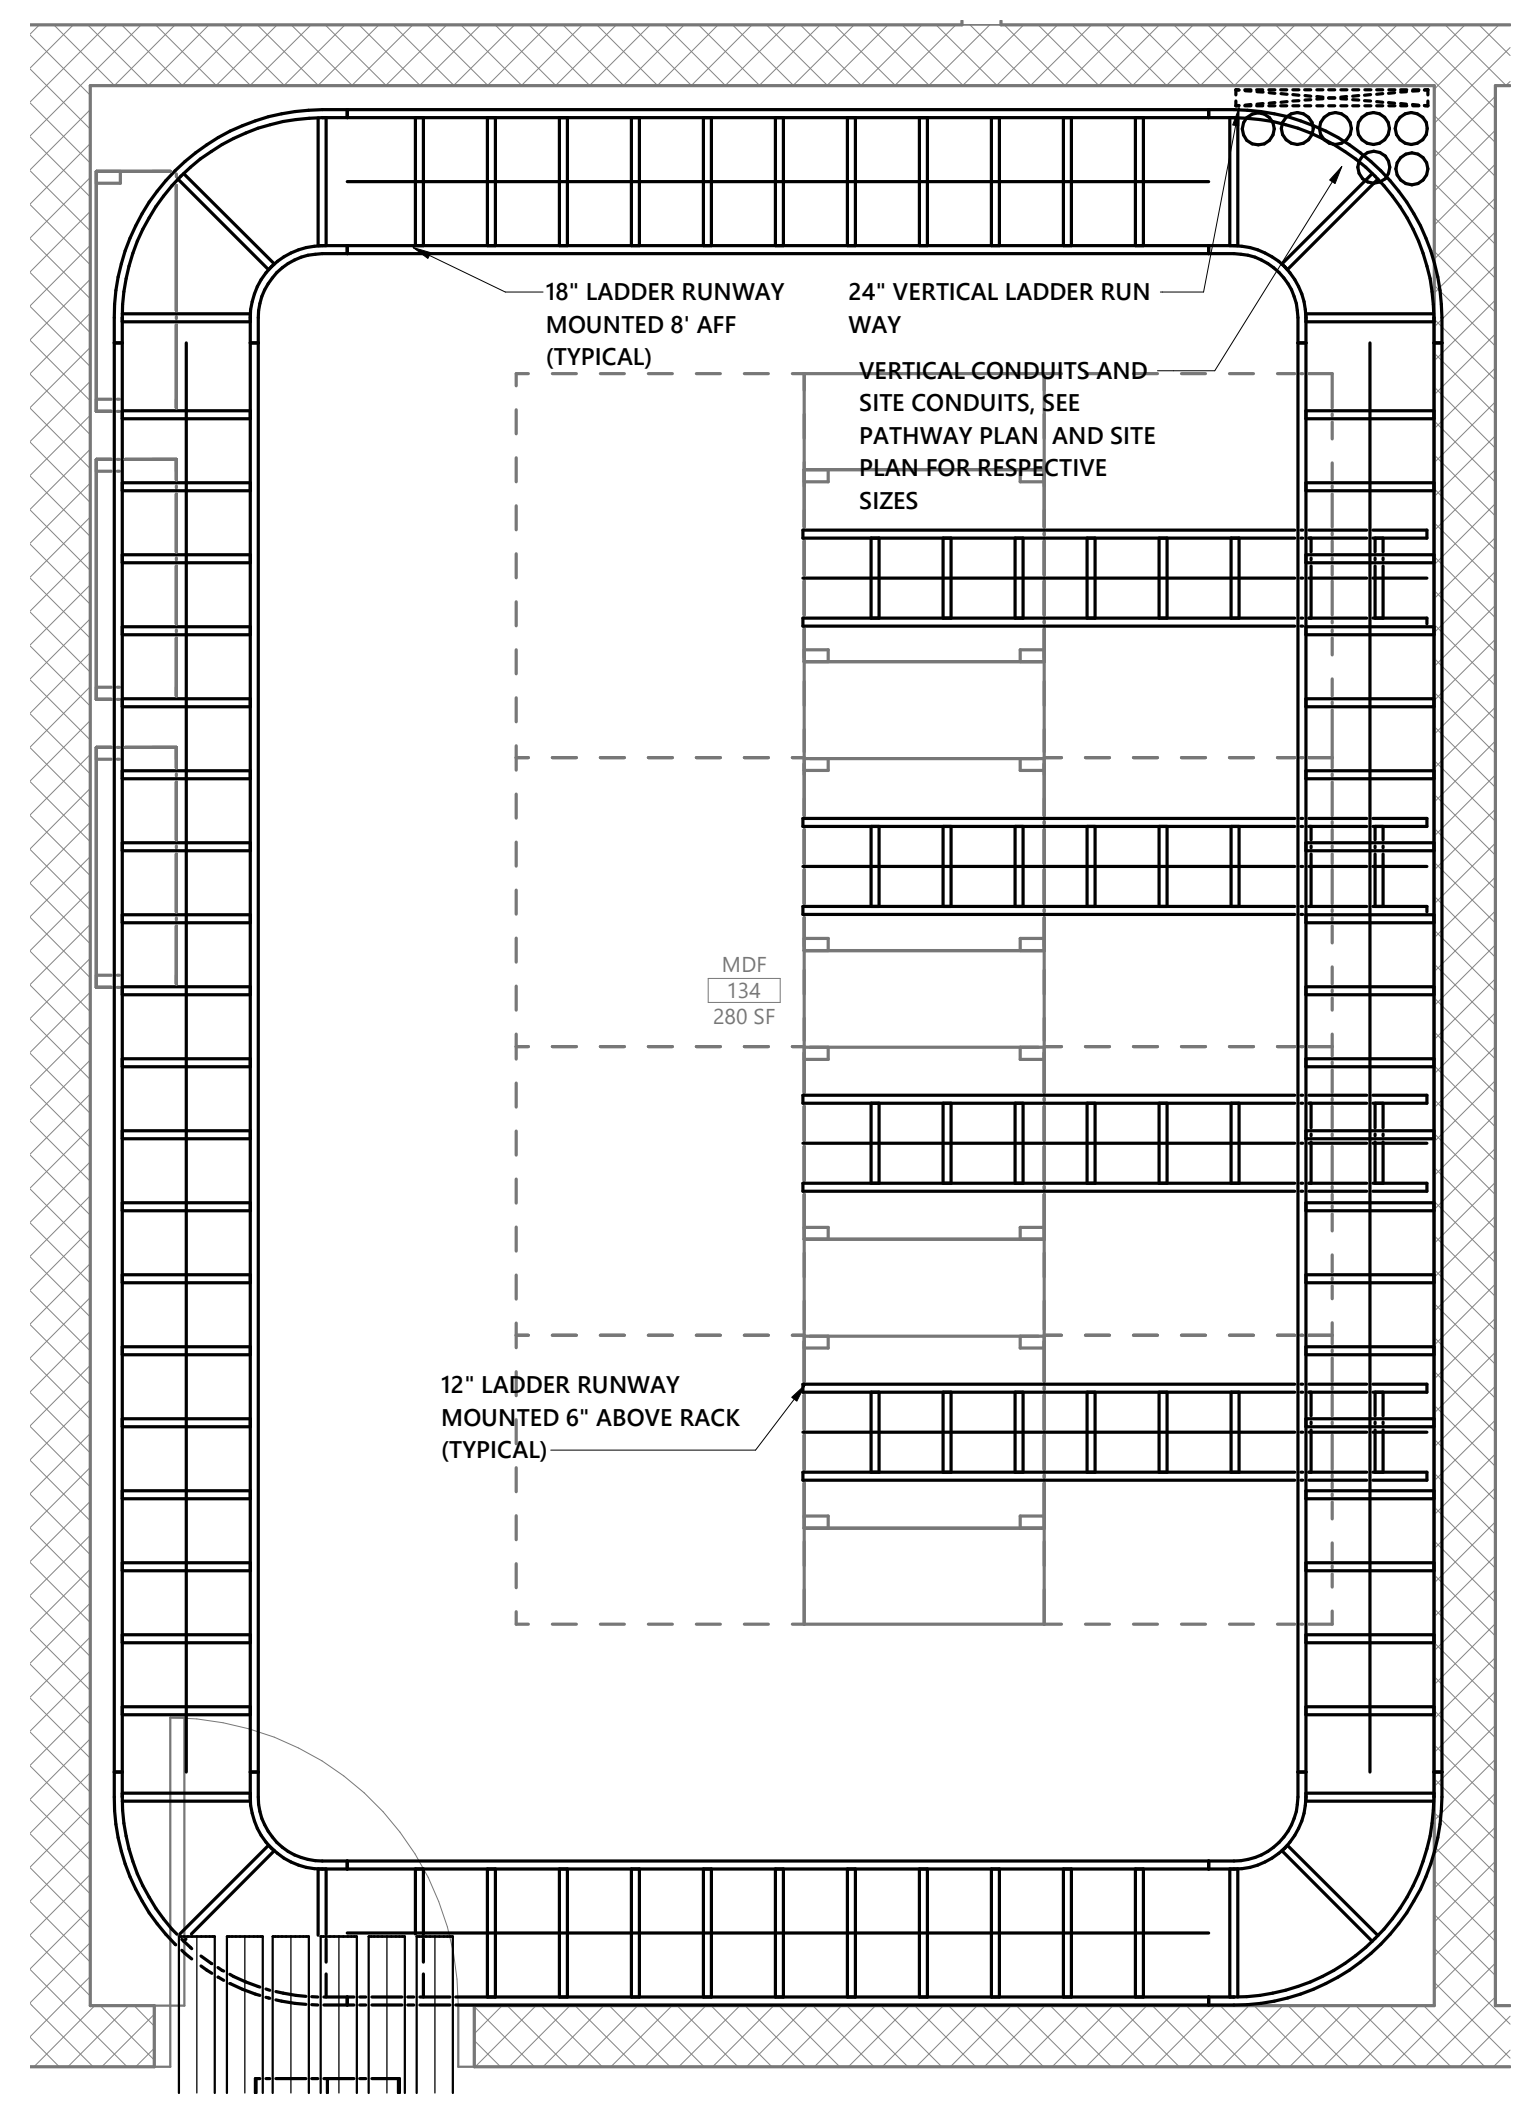 18" LADDER RUNWAY
MOUNTED 8' AFF
(TYPICAL)
24" VERTICAL LADDER RUN
WAY
VERTICAL CONDUITS AND
SITE CONDUITS, SEE
PATHWAY PLAN  AND SITE
PLAN FOR RESPECTIVE
SIZES
MDF
134
280 SF
12" LADDER RUNWAY
MOUNTED 6" ABOVE RACK
(TYPICAL)